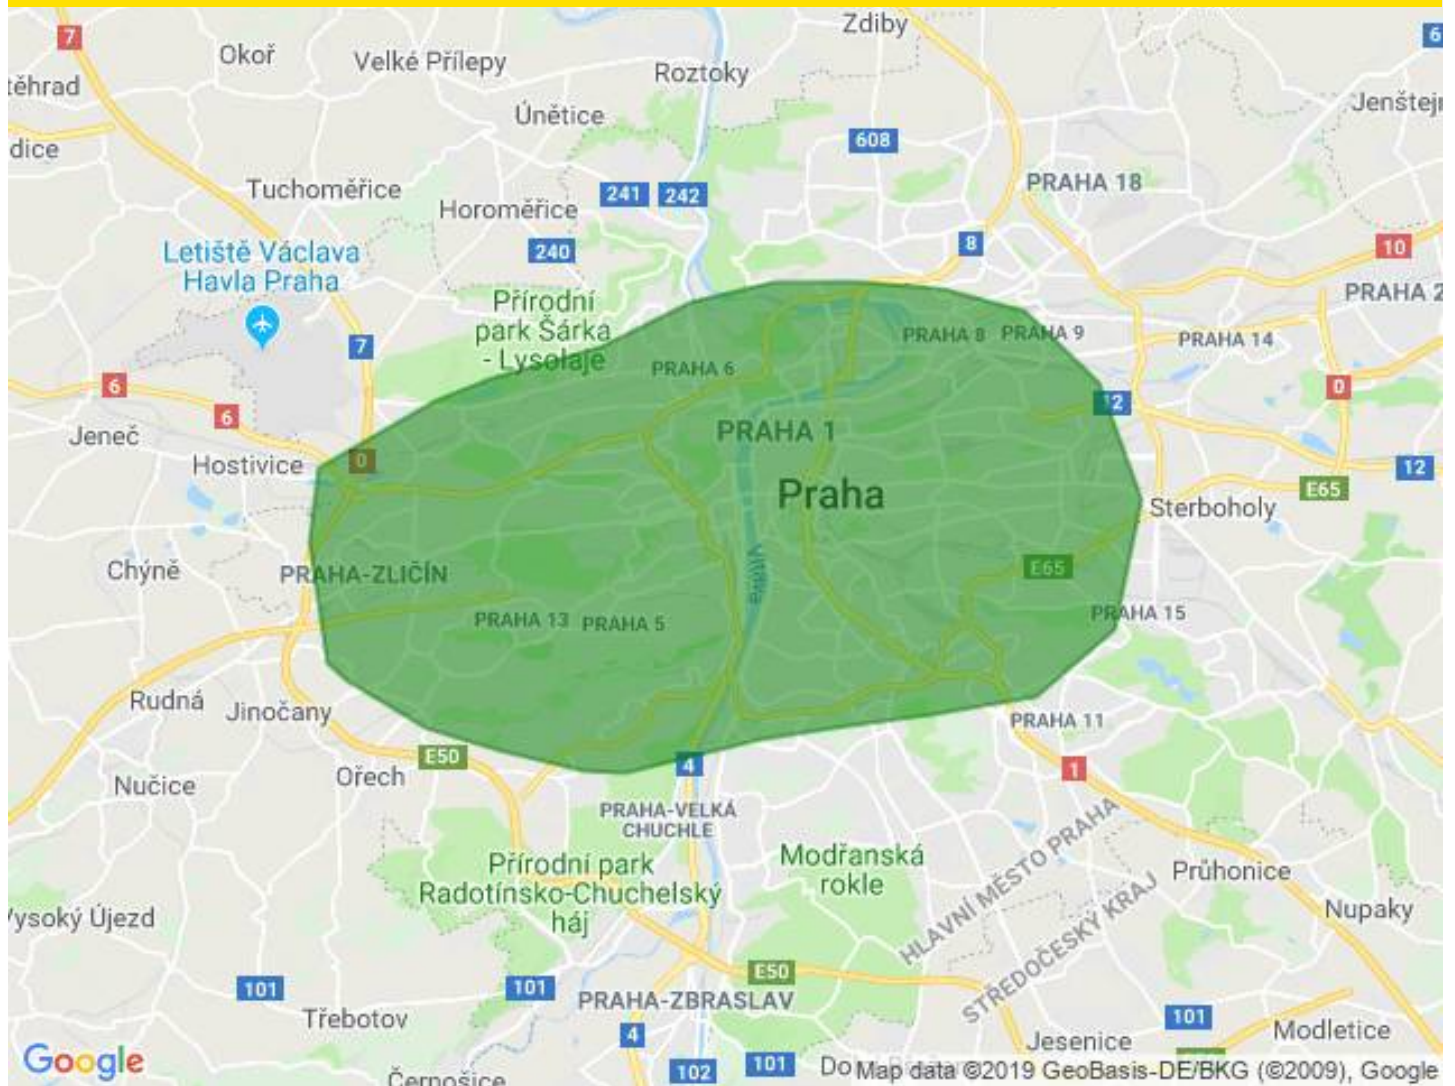 Zdiby
7
6
Okoř
Velké Přílepy
Roztoky
těhrad
Jenštejn
Únětice
608
dice
PRAHA 18
Tuchoměřice
241
242
Horoměřice
8
10
240
Letiště Václava
Havla Praha
PRAHA 2
Přírodní
park Šárka
- Lysolaje
PRAHA 8
PRAHA 9
PRAHA 14
7
PRAHA 6
6
0
12
6
Jeneč
PRAHA 1
Hostivice
0
12
Praha
E65
Sterboholy
Chýně
PRAHA-ZLIČÍN
Vltava
E65
PRAHA 13
PRAHA 5
PRAHA 15
Rudná
Jinočany
PRAHA 11
E50
4
1
Ořech
Nučice
PRAHA-VELKÁ
CHUCHLE
Přírodní park
Radotínsko-Chuchelský
háj
Modřanská
rokle
HLAVNÍ MĚSTO PRAHA
STŘEDOČESKÝ KRAJ
Průhonice
Nupaky
Vysoký Újezd
E50
101
101
PRAHA-ZBRASLAV
Třebotov
101
4
Modletice
Jesenice
Google
102
101
Černošice
Map data ©2019 GeoBasis-DE/BKG (©2009), Google